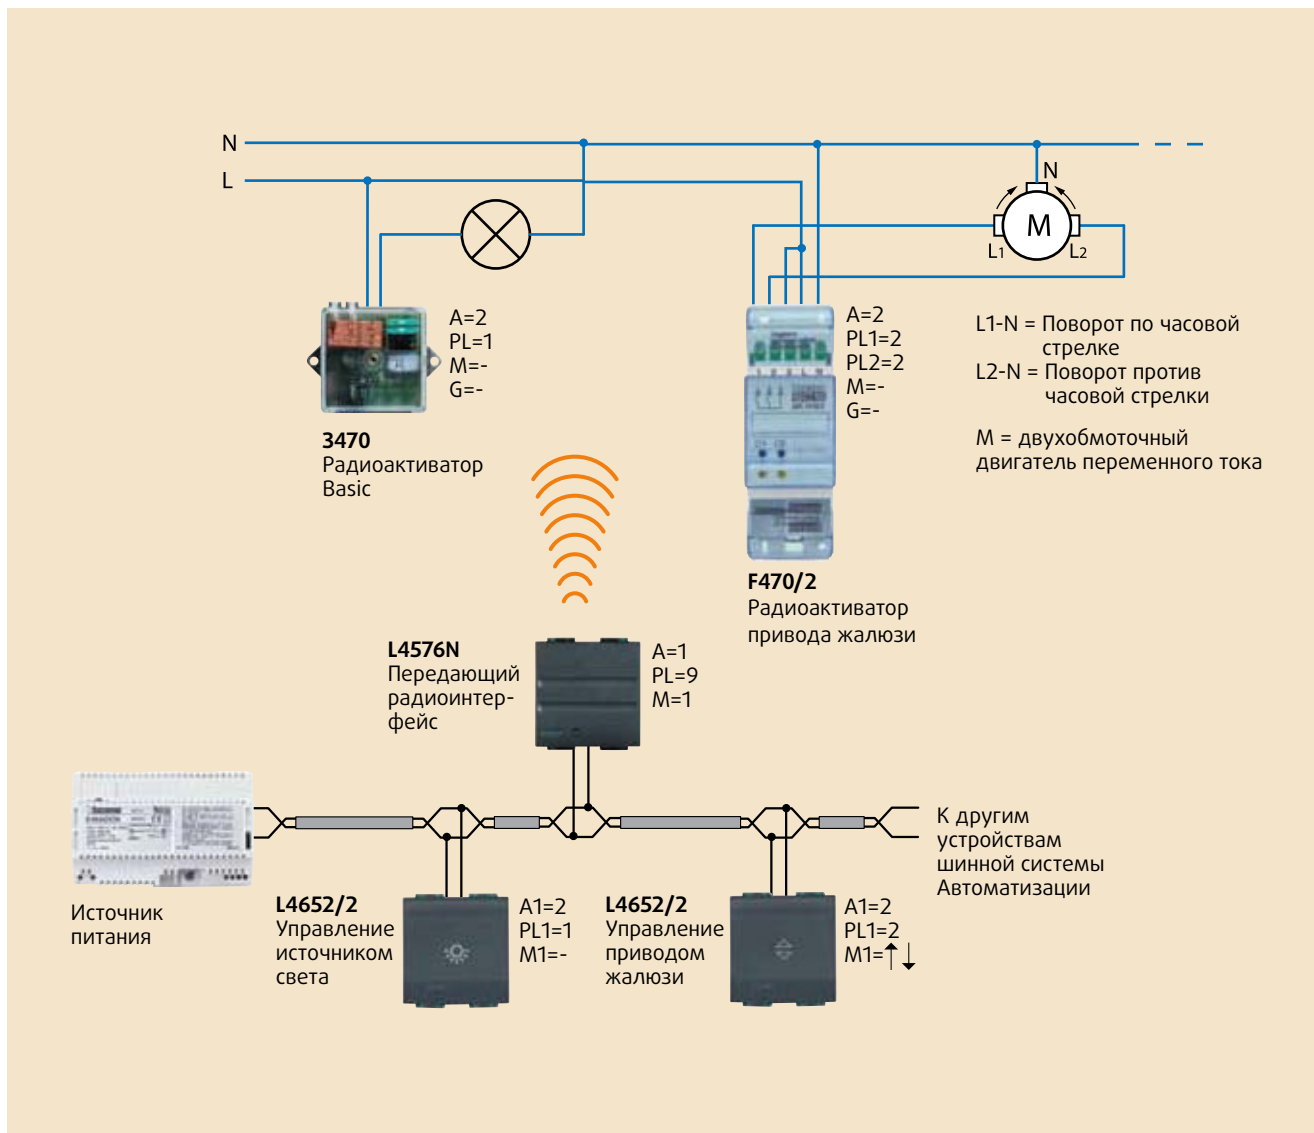 N
L
N
M
L1
L2
A=2
PL=1
M=-
G=-
3470
Радиоактиватор
Basic
A=2
PL1=2
PL2=2
M=-
G=-
F470/2
Радиоактиватор
привода жалюзи
L1-N = Поворот по часовой
стрелке
L2-N = Поворот против
часовой стрелки
M = двухобмоточный
двигатель переменного тока
L4576N
Передающий
радиоинтер-
фейс
A=1
PL=9
M=1
Источник
питания
L4652/2
Управление
источником
света
A1=2
PL1=1
M1=-
L4652/2
Управление
приводом
жалюзи
A1=2
PL1=2
M1=↑↓
К другим
устройствам
шинной системы
Автоматизации